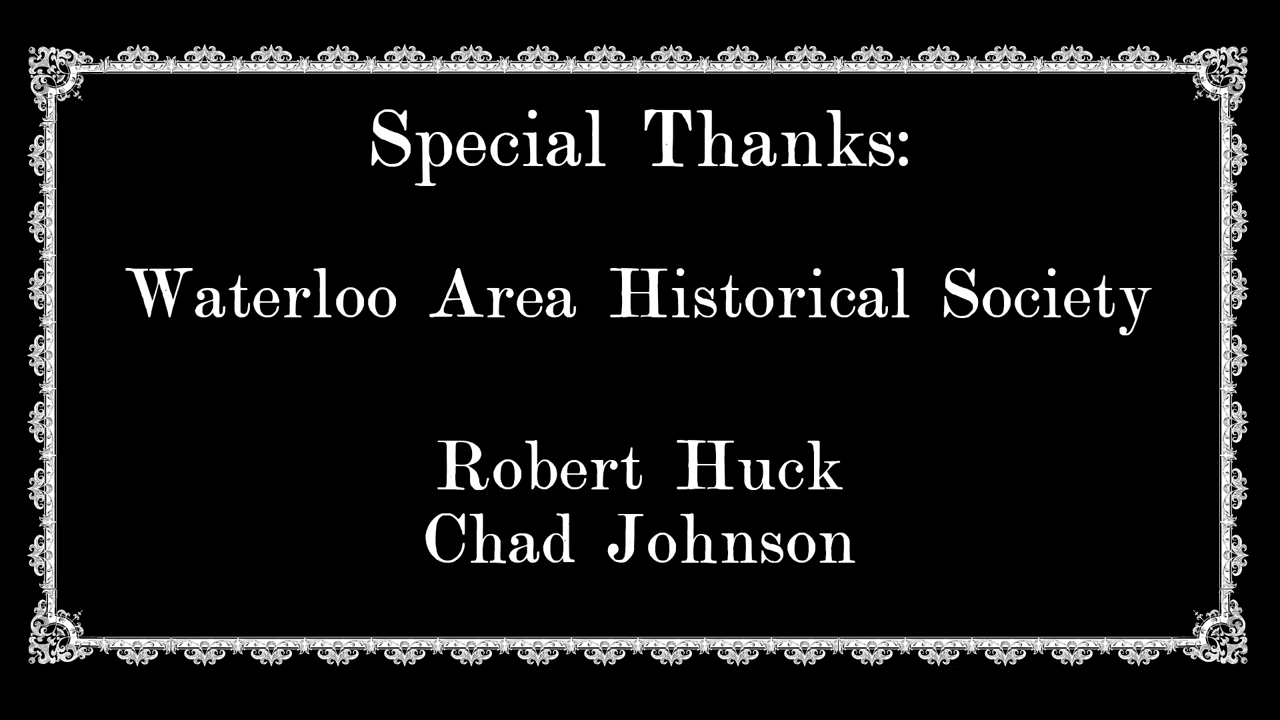 Special Thanks:
Waterloo Area Historical Society
Robert Huck
Chad Johnson